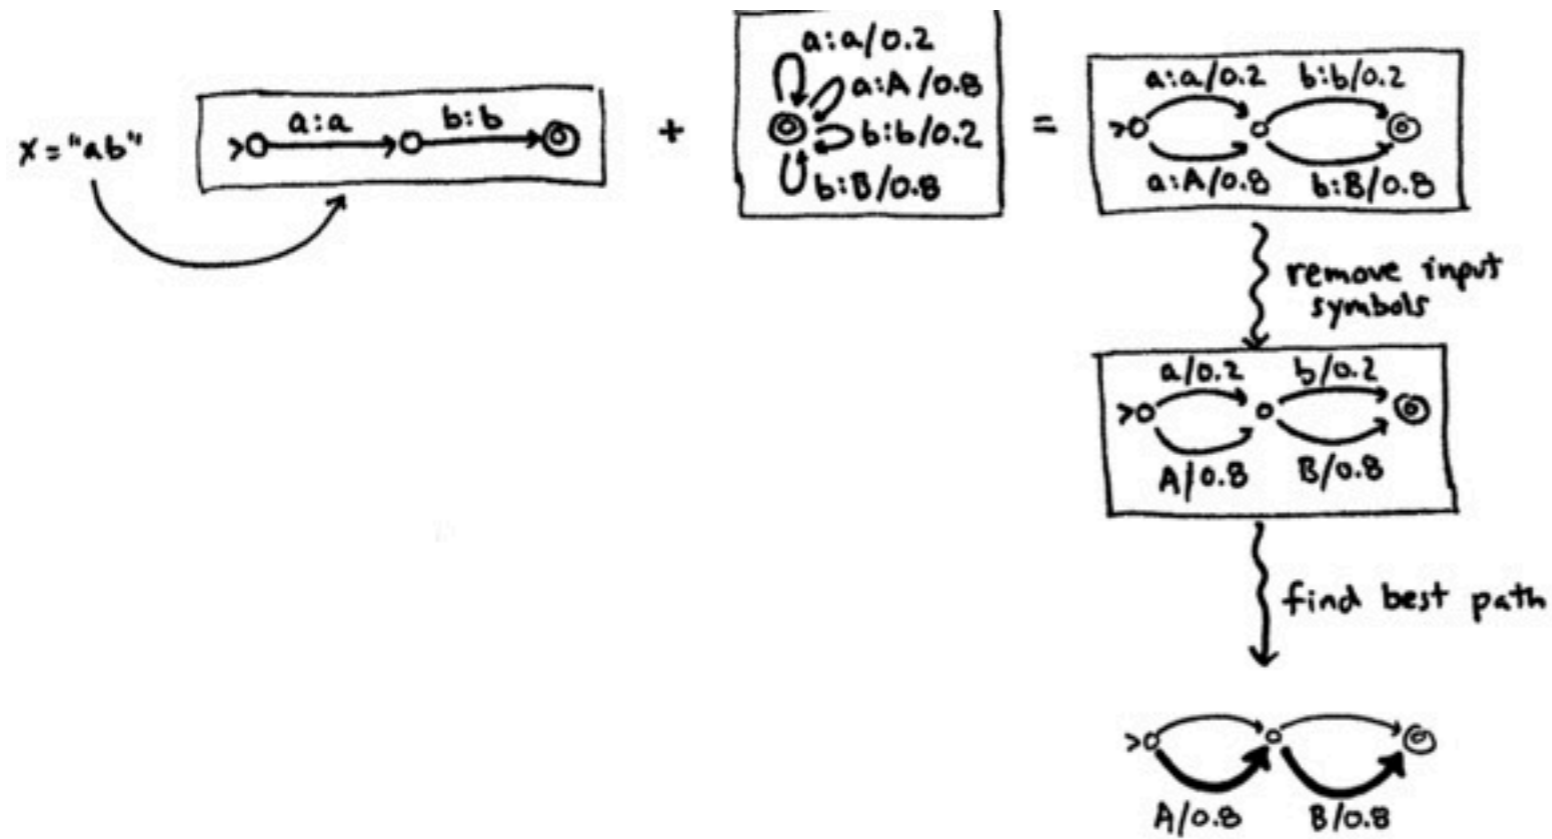 x = "ab"
> a:a b:b
+
a:a/0.2
a:A/0.8
b:b/0.2
b:B/0.8
=
a:a/0.2 b:b/0.2
>
a:A/0.8 b:B/0.8
remove input
symbols
a/0.2 b/0.2
>
A/0.8 B/0.8
find best path
>
A/0.8 B/0.8